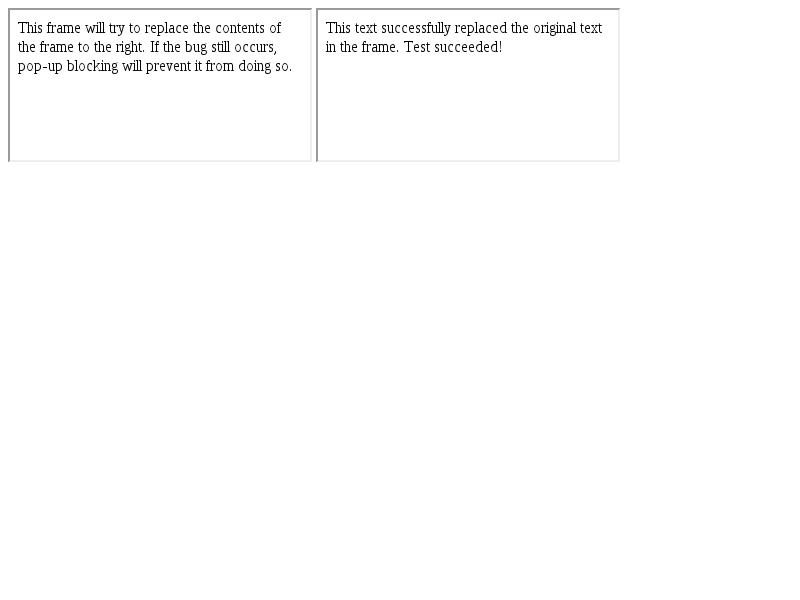 This frame will try to replace the contents of
the frame to the right. If the bug still occurs,
pop-up blocking will prevent it from doing so.
This text successfully replaced the original text
in the frame. Test succeeded!